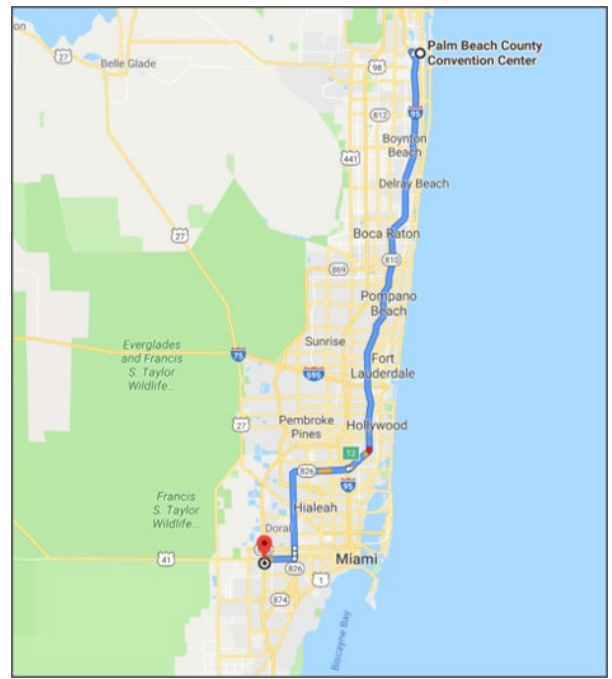 on
27
Belle Glade
98
Palm Beach County
Convention Center
812
95
Boynton
Beach
441
Delray Beach
27
Boca Raton
869
810
Pompano
Beach
Everglades
and Francis
S. Taylor
Wildlife...
Sunrise
75
595
Fort
Lauderdale
Pembroke
Pines
Hollywood
27
12
826
95
Francis
S. Taylor
Wildlife...
Hialeah
Doral
41
Miami
826
1
874
Biscayne Bay